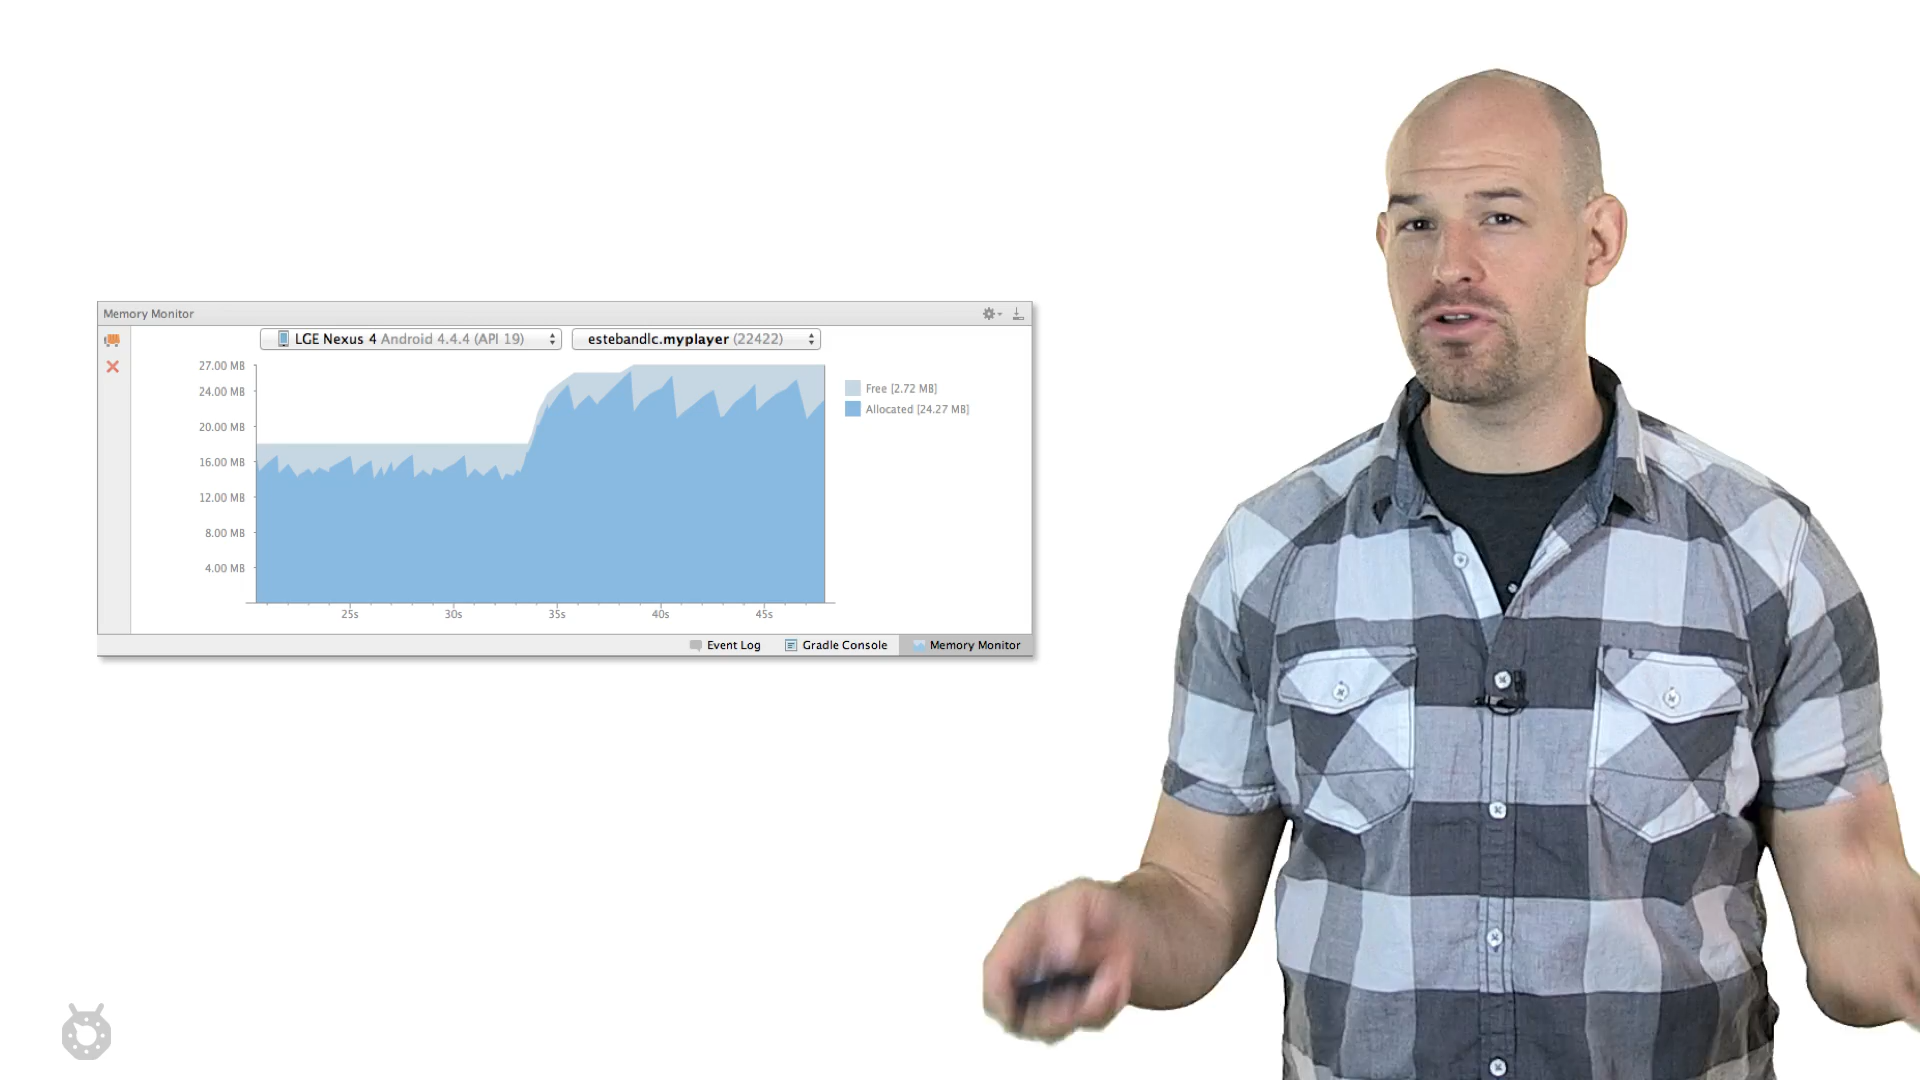 Memory Monitor
LGE Nexus 4 Android 4.4.4 (API 19)
estebandlc.myplayer (22422)
27.00 MB
24.00 MB
20.00 MB
16.00 MB
12.00 MB
8.00 MB
4.00 MB
Free [2.72 MB]
Allocated [24.27 MB]
25s
30s
35s
40s
45s
Event Log
Gradle Console
Memory Monitor